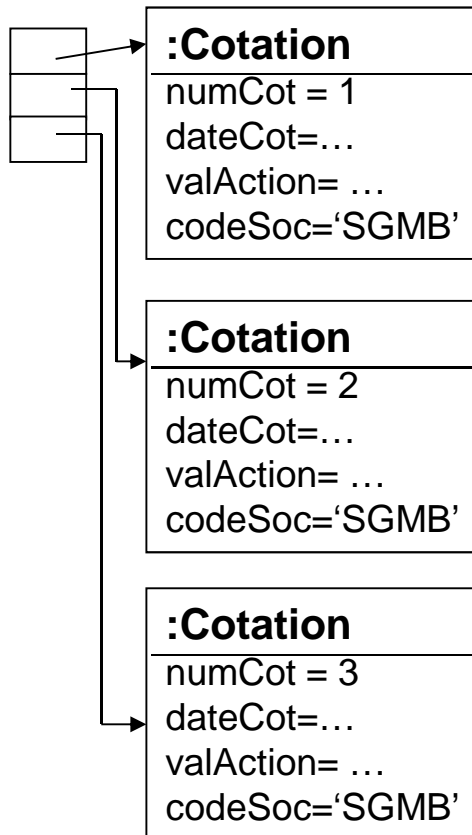 :Cotation
numCot = 1
dateCot=…
valAction= …
codeSoc=‘SGMB’
:Cotation
numCot = 2
dateCot=…
valAction= …
codeSoc=‘SGMB’
:Cotation
numCot = 3
dateCot=…
valAction= …
codeSoc=‘SGMB’